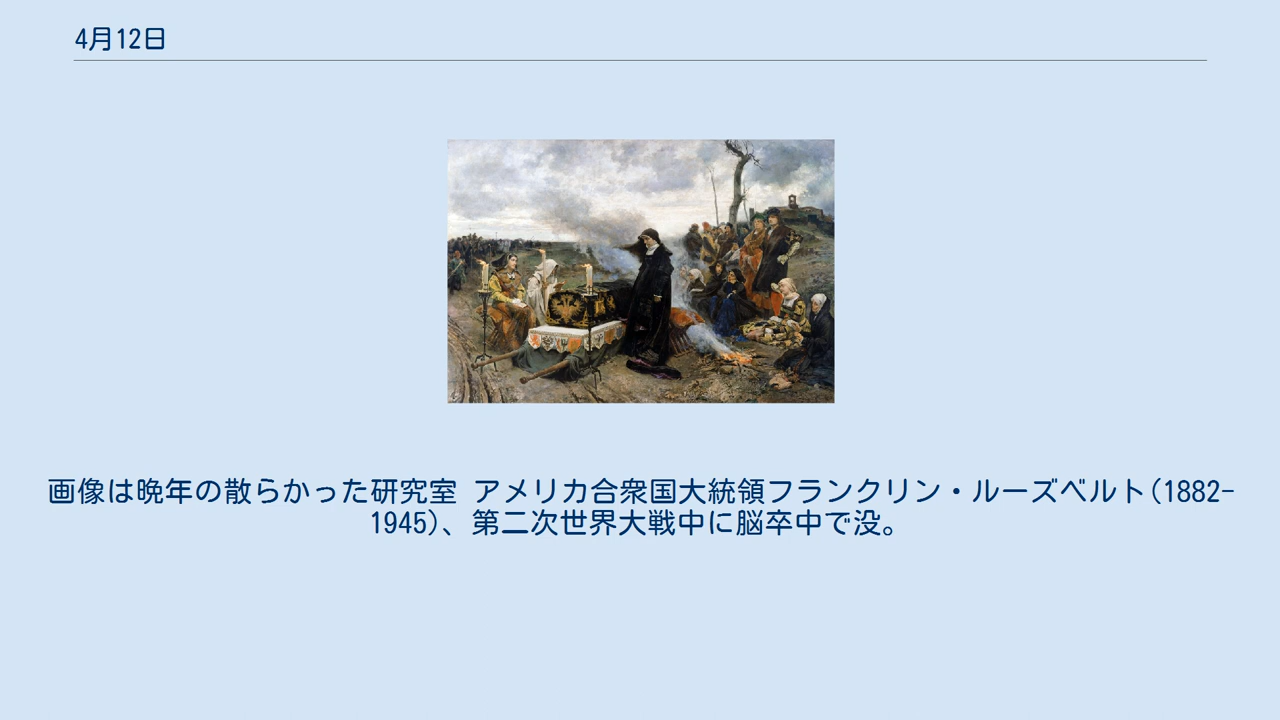 4月12日
画像は晩年の散らかった研究室 アメリカ合衆国大統領フランクリン・ルーズベルト(1882-
1945)、第二次世界大戦中に脳卒中で没。